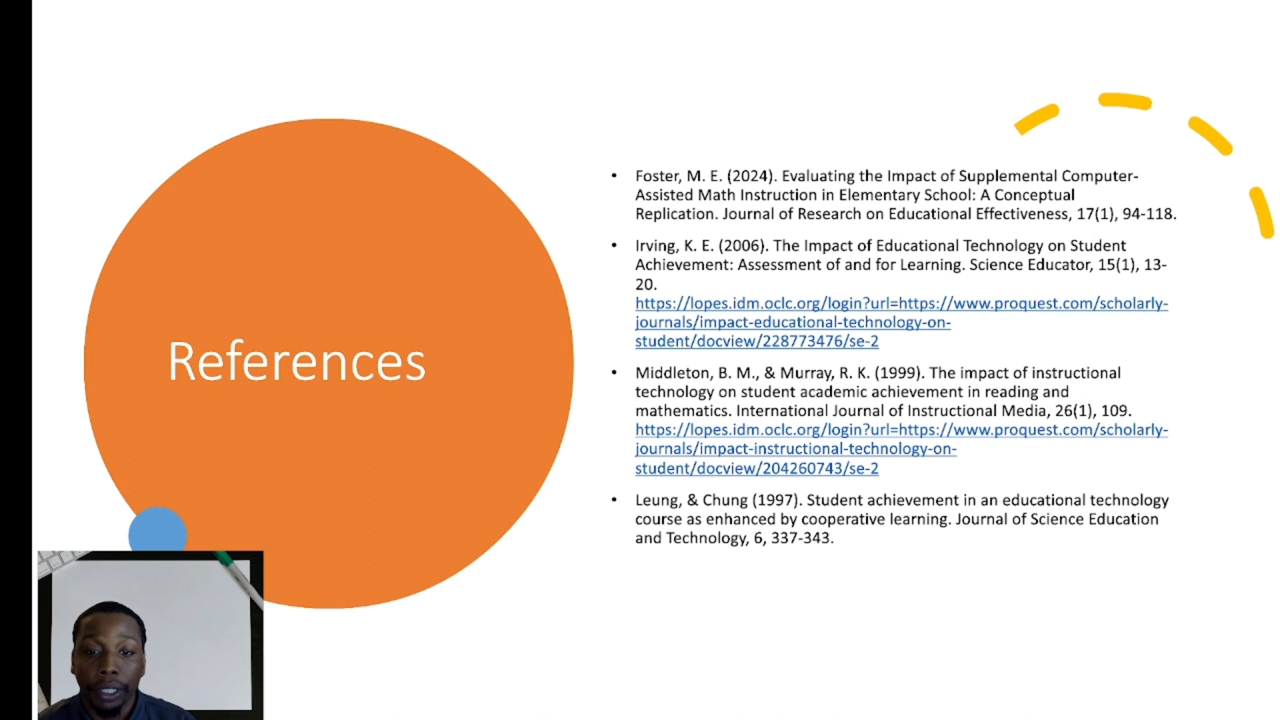 References
Foster, M. E. (2024). Evaluating the Impact of Supplemental Computer-
Assisted Math Instruction in Elementary School: A Conceptual
Replication. Journal of Research on Educational Effectiveness, 17(1), 94-118.
Irving, K. E. (2006). The Impact of Educational Technology on Student
Achievement: Assessment of and for Learning. Science Educator, 15(1), 13-
20.
https://lopes.idm.oclc.org/login?url=https://www.proquest.com/scholarly-
journals/impact-educational-technology-on-
student/docview/228773476/se-2
Middleton, B. M., & Murray, R. K. (1999). The impact of instructional
technology on student academic achievement in reading and
mathematics. International Journal of Instructional Media, 26(1), 109.
https://lopes.idm.oclc.org/login?url=https://www.proquest.com/scholarly-
journals/impact-instructional-technology-on-
student/docview/204260743/se-2
Leung, & Chung (1997). Student achievement in an educational technology
course as enhanced by cooperative learning. Journal of Science Education
and Technology, 6, 337-343.